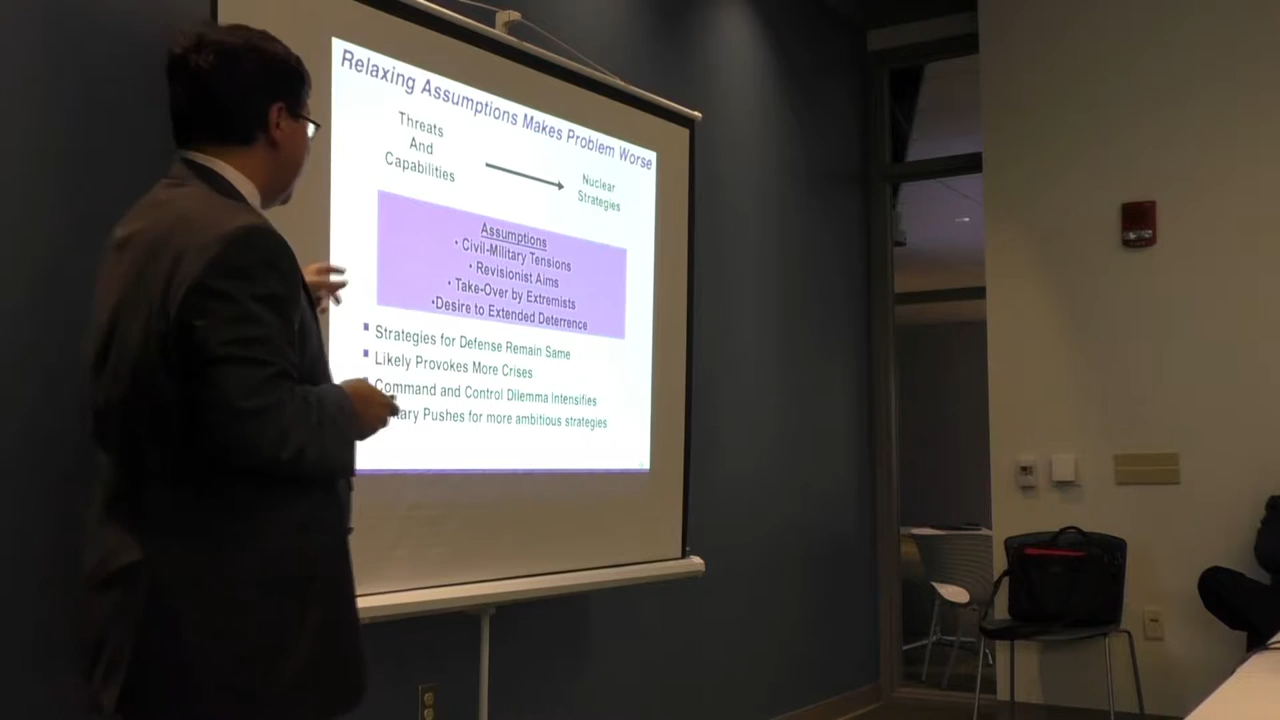 Relaxing Assumptions Makes Problem Worse
Threats
And
Capabilities
Nuclear
Strategies
Assumptions
• Civil-Military Tensions
• Revisionist Aims
• Take-Over by Extremists
•Desire to Extended Deterrence
Strategies for Defense Remain Same
Likely Provokes More Crises
Command and Control Dilemma Intensifies
Pushes for more ambitious strategies